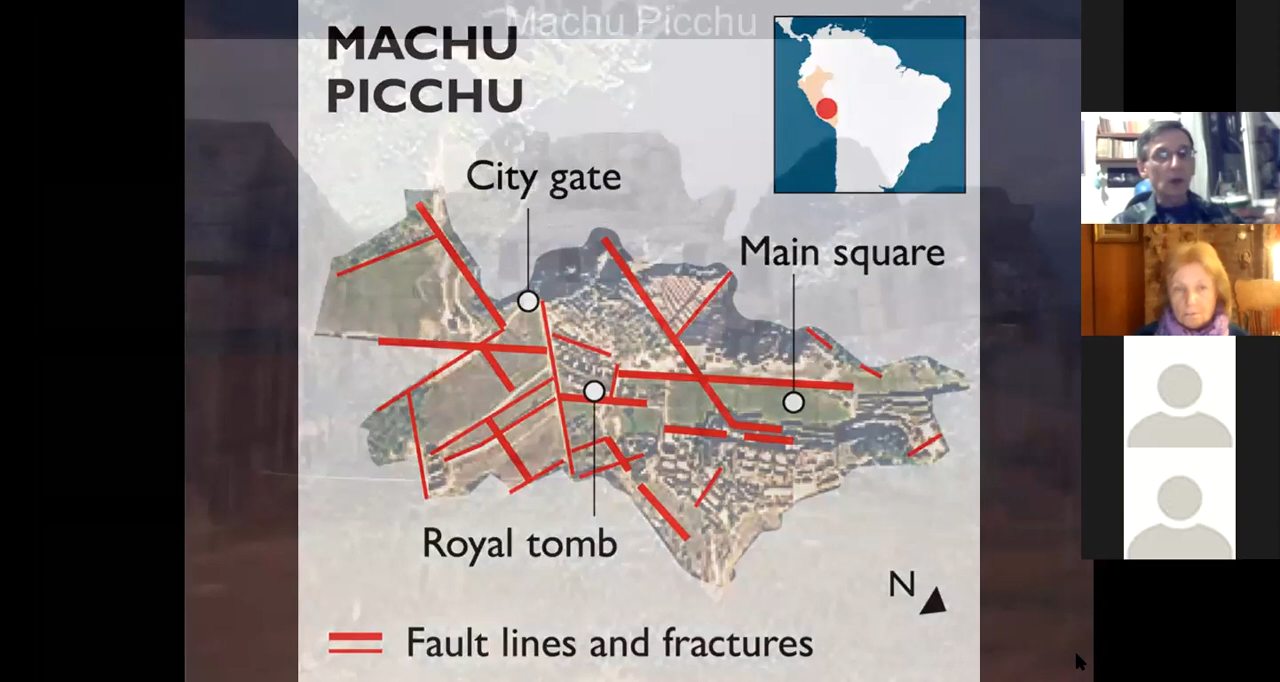 Machu Picchu
MACHU
PICCHU
City gate
Main square
Royal tomb
N
Fault lines and fractures